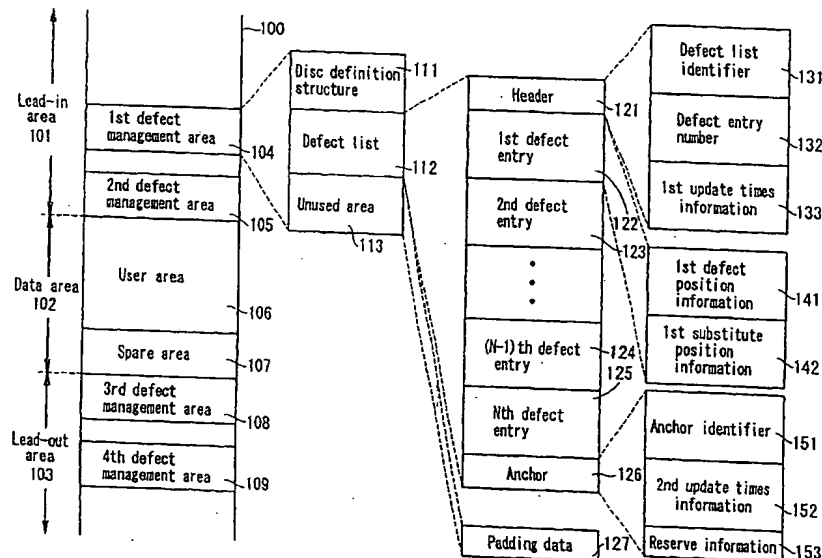 100
Lead-in
area
101
1st defect
management area
104
2nd defect
management area
105
Data area
102
User area
106
Spare area
107
Lead-out
area
103
3rd defect
management area
108
4th defect
management area
109
Disc definition
structure
111
Defect list
112
Unused area
113
Header
121
1st defect
entry
122
2nd defect
entry
123
(N-1)th defect
entry
124
125
Nth defect
entry
Anchor
126
Padding data
127
Defect list
identifier
131
Defect entry
number
132
1st update times
information
133
1st defect
position
information
141
1st substitute
position
information
142
Anchor identifier
151
2nd update times
information
152
Reserve information
153